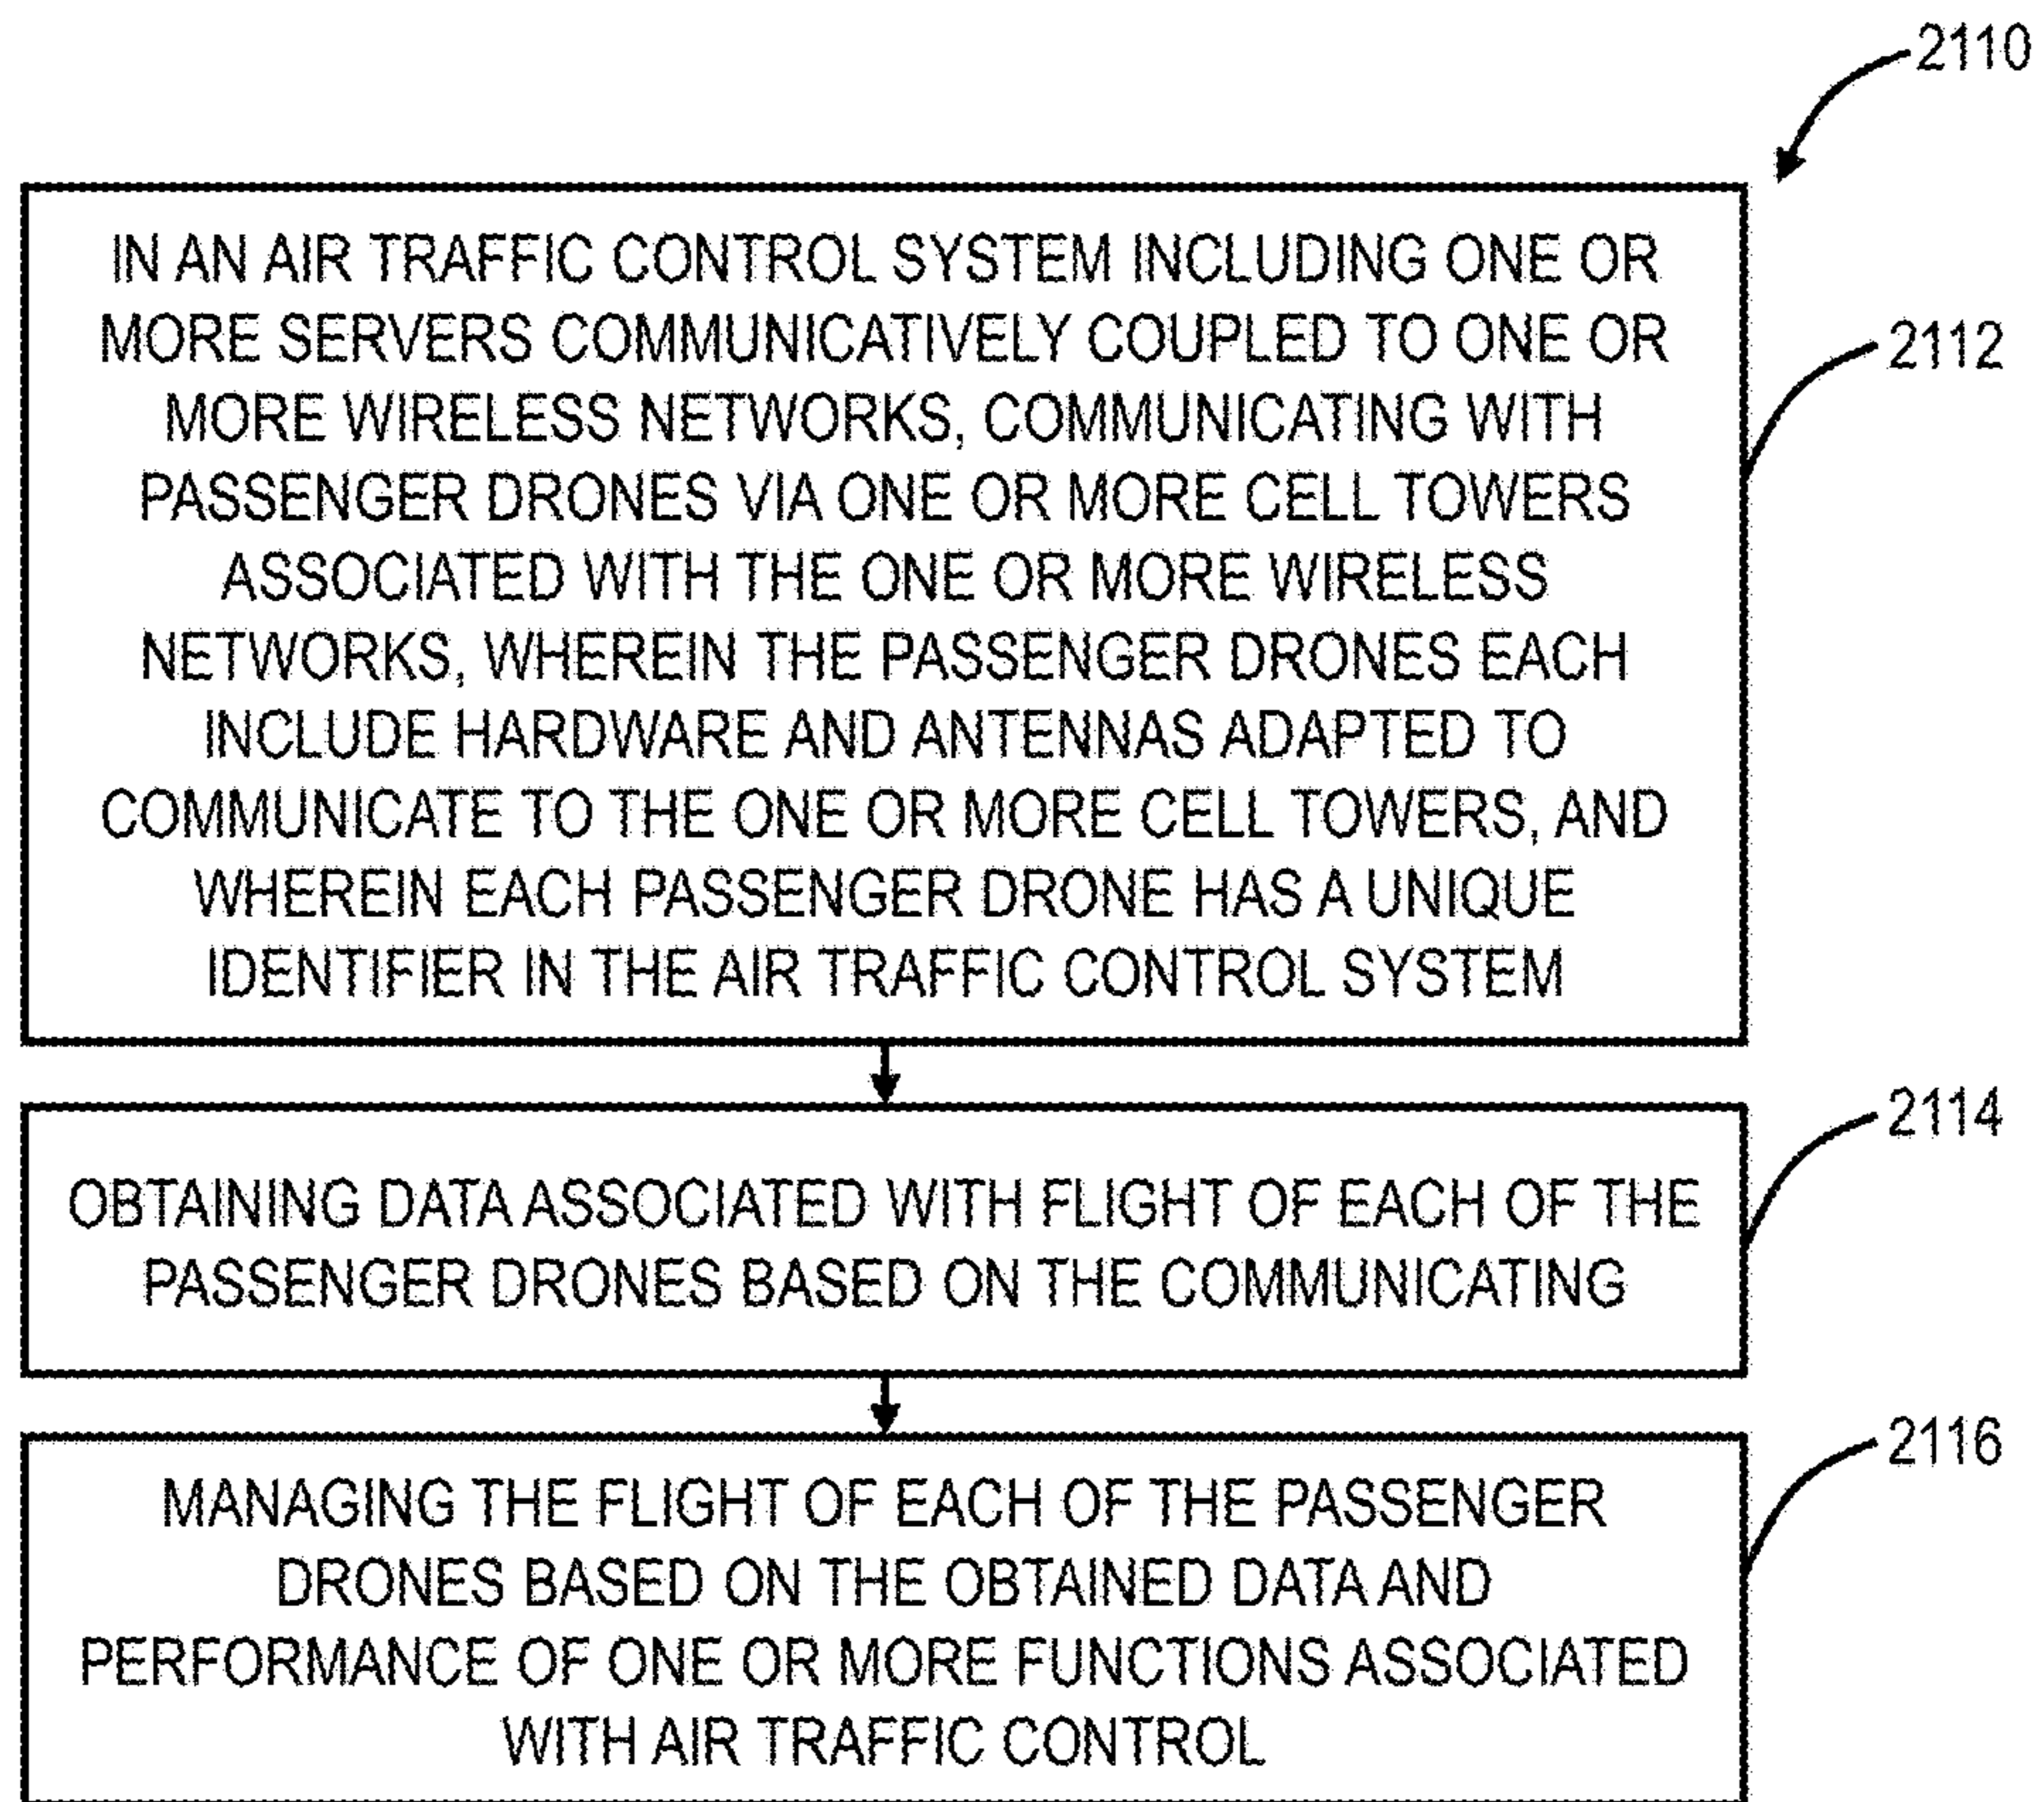 2110
IN AN AIR TRAFFIC CONTROL SYSTEM INCLUDING ONE OR
MORE SERVERS COMMUNICATIVELY COUPLED TO ONE OR
MORE WIRELESS NETWORKS, COMMUNICATING WITH
PASSENGER DRONES VIA ONE OR MORE CELL TOWERS
ASSOCIATED WITH THE ONE OR MORE WIRELESS
NETWORKS, WHEREIN THE PASSENGER DRONES EACH
INCLUDE HARDWARE AND ANTENNAS ADAPTED TO
COMMUNICATE TO THE ONE OR MORE CELL TOWERS, AND
WHEREIN EACH PASSENGER DRONE HAS A UNIQUE
IDENTIFIER IN THE AIR TRAFFIC CONTROL SYSTEM
2112
OBTAINING DATA ASSOCIATED WITH FLIGHT OF EACH OF THE
PASSENGER DRONES BASED ON THE COMMUNICATING
2114
MANAGING THE FLIGHT OF EACH OF THE PASSENGER
DRONES BASED ON THE OBTAINED DATA AND
PERFORMANCE OF ONE OR MORE FUNCTIONS ASSOCIATED
WITH AIR TRAFFIC CONTROL
2116